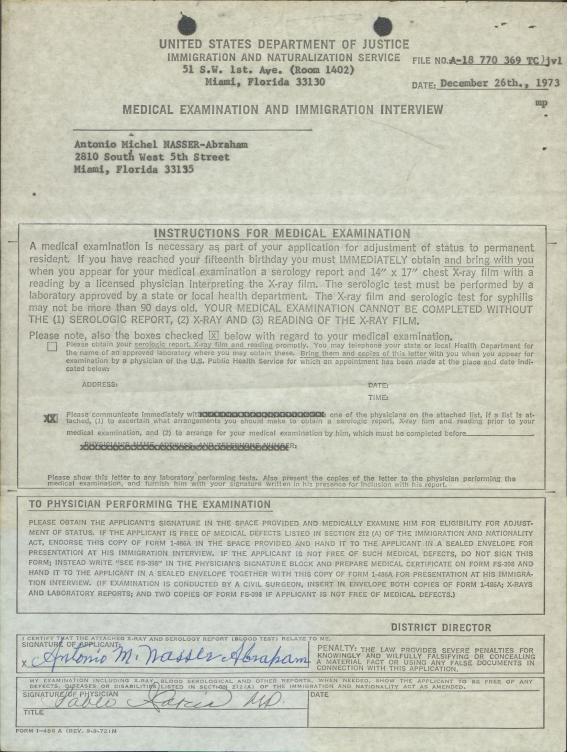 UNITED STATES DEPARTMENT OF JUSTICE
IMMIGRATION AND NATURALIZATION SERVICE
51 S.W. 1st. Ave. (Room 1402)
Miami, Florida 33130
FILE NO. A-18 770 369 TC)jvl
DATE: December 26th., 1973
mp
MEDICAL EXAMINATION AND IMMIGRATION INTERVIEW
Antonio Michel NASSER-Abraham
2810 South West 5th Street
Miami, Florida 33135
INSTRUCTIONS FOR MEDICAL EXAMINATION
A medical examination is necessary as part of your application for adjustment of status to permanent
resident. If you have reached your fifteenth birthday you must IMMEDIATELY obtain and bring with you
when you appear for your medical examination a serology report and 14" x 17" chest X-ray film with a
reading by a licensed physician interpreting the X-ray film. The serologic test must be performed by a
laboratory approved by a state or local health department. The X-ray film and serologic test for syphilis
may not be more than 90 days old. YOUR MEDICAL EXAMINATION CANNOT BE COMPLETED WITHOUT
THE (1) SEROLOGIC REPORT, (2) X-RAY AND (3) READING OF THE X-RAY FILM.
Please note, also the boxes checked X below with regard to your medical examination.
Please obtain your serologic report, X-ray film and reading promptly. You may telephone your state or local Health Department for
the name of an approved laboratory where you may obtain these. Bring them and copies of this letter with you when you appear for
examination by a physician of the U.S. Public Health Service for which an appointment has been made at the place and date indi-
cated below:
ADDRESS:
DATE:
TIME:
XX Please communicate immediately with one of the physicians on the attached list. If a list is at-
tached, (1) to ascertain what arrangements you should make to obtain a serologic report, X-ray film and reading prior to your
medical examination, and (2) to arrange for your medical examination by him, which must be completed before
PHYSICIAN'S NAME, ADDRESS, AND TELEPHONE NUMBER:
Please show this letter to any laboratory performing tests. Also present the copies of the letter to the physician performing the
medical examination, and furnish him with your signature written in his presence for inclusion with his report.
TO PHYSICIAN PERFORMING THE EXAMINATION
PLEASE OBTAIN THE APPLICANT'S SIGNATURE IN THE SPACE PROVIDED AND MEDICALLY EXAMINE HIM FOR ELIGIBILITY FOR ADJUST-
MENT OF STATUS. IF THE APPLICANT IS FREE OF MEDICAL DEFECTS LISTED IN SECTION 212 (A) OF THE IMMIGRATION AND NATIONALITY
ACT, ENDORSE THIS COPY OF FORM I-486A IN THE SPACE PROVIDED AND HAND IT TO THE APPLICANT IN A SEALED ENVELOPE FOR
PRESENTATION AT HIS IMMIGRATION INTERVIEW. IF THE APPLICANT IS NOT FREE OF SUCH MEDICAL DEFECTS, DO NOT SIGN THIS
FORM; INSTEAD WRITE "SEE FS-398" IN THE PHYSICIAN'S SIGNATURE BLOCK AND PREPARE MEDICAL CERTIFICATE ON FORM FS-398 AND
HAND IT TO THE APPLICANT IN A SEALED ENVELOPE TOGETHER WITH THIS COPY OF FORM I-486A FOR PRESENTATION AT HIS IMMIGRA-
TION INTERVIEW. (IF EXAMINATION IS CONDUCTED BY A CIVIL SURGEON, INSERT IN ENVELOPE BOTH COPIES OF FORM I-486A; X-RAYS
AND LABORATORY REPORTS; AND TWO COPIES OF FORM FS-398 IF APPLICANT IS NOT FREE OF MEDICAL DEFECTS.)
DISTRICT DIRECTOR
I CERTIFY THAT THE ATTACHED X-RAY AND SEROLOGY REPORT (BLOOD TEST) RELATE TO ME.
SIGNATURE OF APPLICANT:
X Antonio M. Nasser Abraham
PENALTY: THE LAW PROVIDES SEVERE PENALTIES FOR
KNOWINGLY AND WILFULLY FALSIFYING OR CONCEALING
A MATERIAL FACT OR USING ANY FALSE DOCUMENTS IN
CONNECTION WITH THIS APPLICATION.
MY EXAMINATION INCLUDING X-RAY, BLOOD SEROLOGICAL AND OTHER REPORTS, WHEN NEEDED, SHOW THE APPLICANT TO BE FREE OF ANY
DEFECTS, DISEASES OR DISABILITIES LISTED IN SECTION 212(A) OF THE IMMIGRATION AND NATIONALITY ACT AS AMENDED.
SIGNATURE OF PHYSICIAN
Pablo MD.
DATE
TITLE
FORM I-486 A (REV. 9-5-72)N